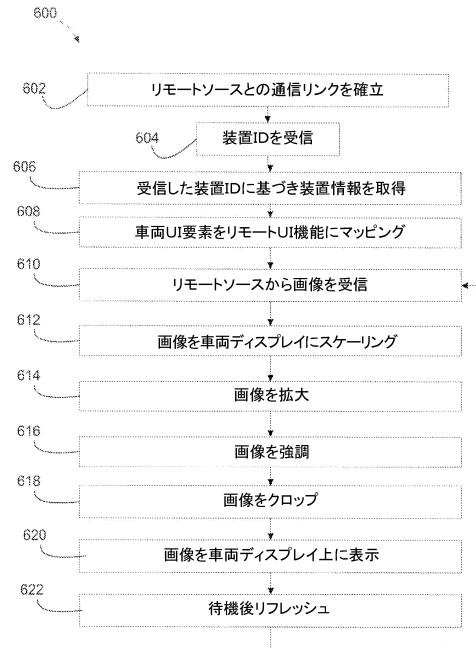 600
602
リモートソースとの通信リンクを確立
604
装置IDを受信
606
受信した装置IDに基づき装置情報を取得
608
車両UI要素をリモートUI機能にマッピング
610
リモートソースから画像を受信
612
画像を車両ディスプレイにスケーリング
614
画像を拡大
616
画像を強調
618
画像をクロップ
620
画像を車両ディスプレイ上に表示
622
待機後リフレッシュ